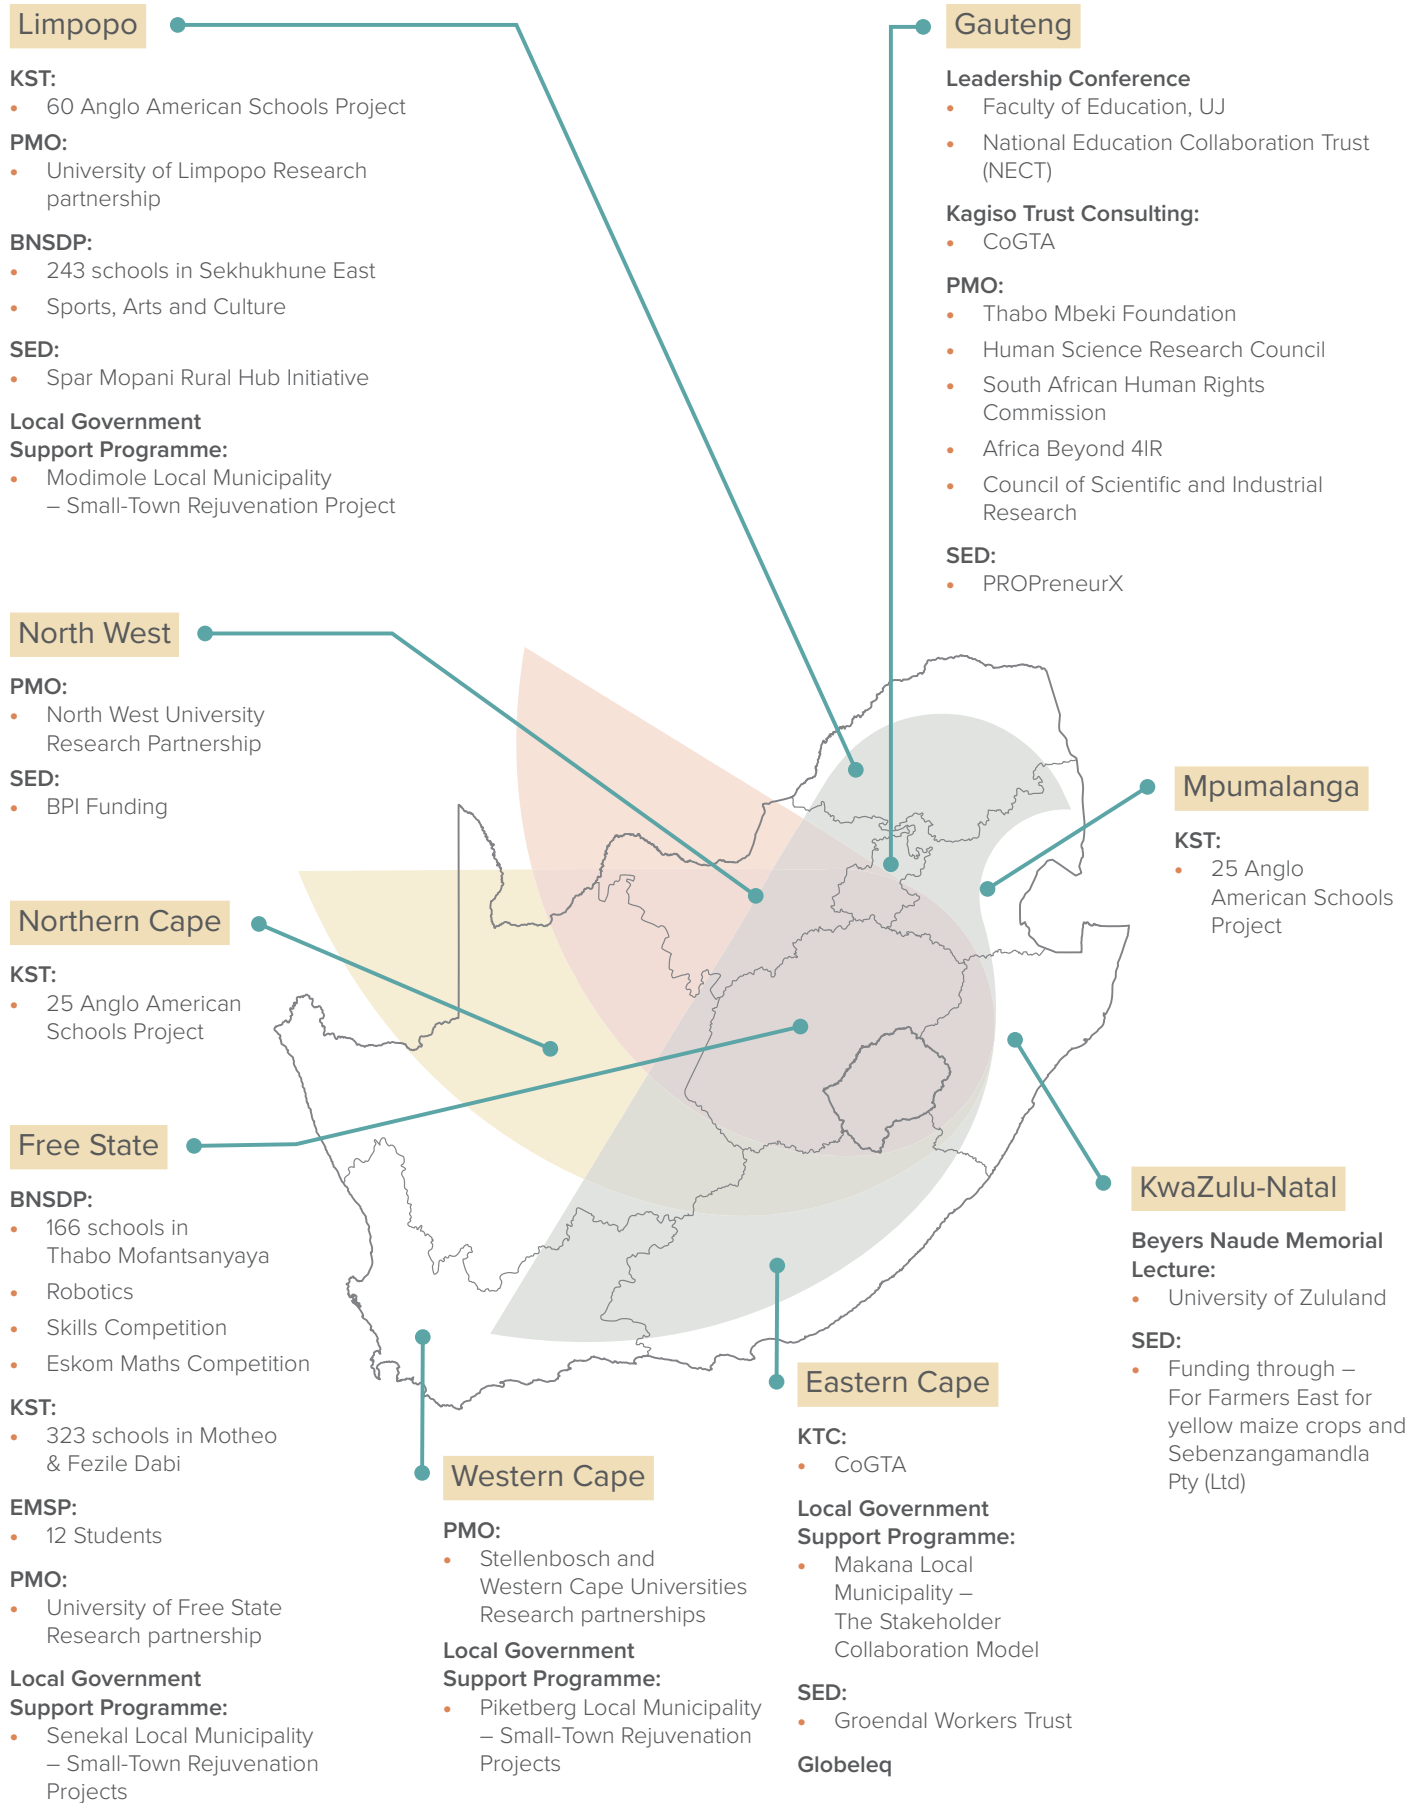 Limpopo
KST:
• 60 Anglo American Schools Project
PMO:
• University of Limpopo Research
partnership
BNSDP:
• 243 schools in Sekhukhune East
• Sports, Arts and Culture
SED:
• Spar Mopani Rural Hub Initiative
Local Government
Support Programme:
• Modimole Local Municipality
– Small-Town Rejuvenation Project
Gauteng
Leadership Conference
• Faculty of Education, UJ
• National Education Collaboration Trust
(NECT)
Kagiso Trust Consulting:
• CoGTA
PMO:
• Thabo Mbeki Foundation
• Human Science Research Council
• South African Human Rights
Commission
• Africa Beyond 4IR
• Council of Scientific and Industrial
Research
SED:
• PROPreneurX
North West
PMO:
• North West University
Research Partnership
SED:
• BPI Funding
Mpumalanga
KST:
• 25 Anglo
American Schools
Project
Northern Cape
KST:
• 25 Anglo American
Schools Project
Free State
BNSDP:
• 166 schools in
Thabo Mofantsanyaya
• Robotics
• Skills Competition
• Eskom Maths Competition
KST:
• 323 schools in Motheo
& Fezile Dabi
EMSP:
• 12 Students
PMO:
• University of Free State
Research partnership
Local Government
Support Programme:
• Senekal Local Municipality
– Small-Town Rejuvenation
Projects
KwaZulu-Natal
Beyers Naude Memorial
Lecture:
• University of Zululand
SED:
• Funding through –
For Farmers East for
yellow maize crops and
Sebenzangamandla
Pty (Ltd)
Western Cape
PMO:
• Stellenbosch and
Western Cape Universities
Research partnerships
Local Government
Support Programme:
• Piketberg Local Municipality
– Small-Town Rejuvenation
Projects
Eastern Cape
KTC:
• CoGTA
Local Government
Support Programme:
• Makana Local
Municipality –
The Stakeholder
Collaboration Model
SED:
• Groendal Workers Trust
Globeleq